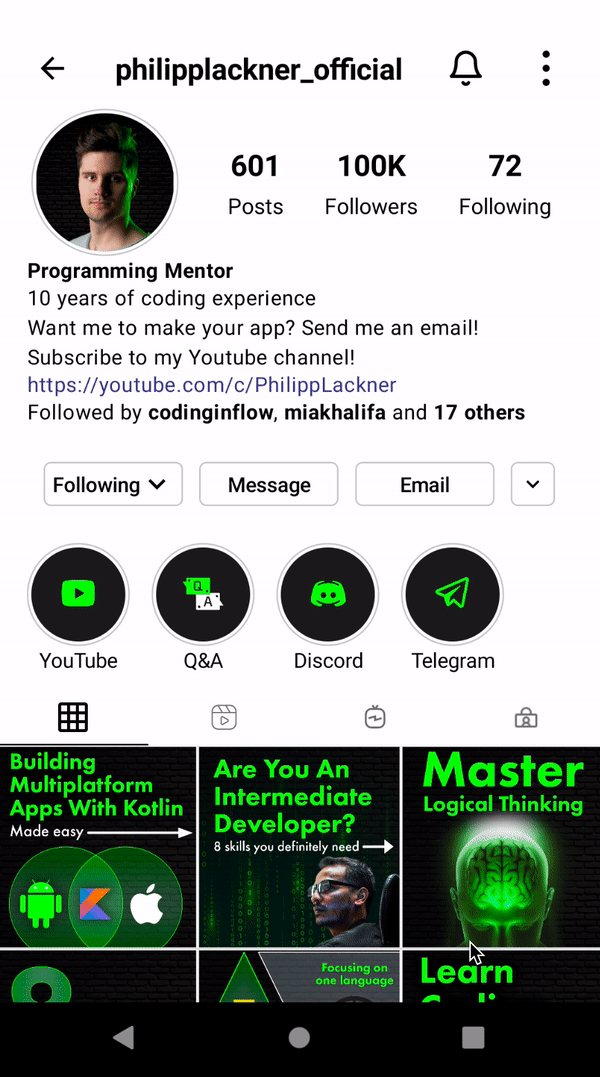 philipplackner_official
601
100K
72
Posts
Followers
Following
Programming Mentor
10 years of coding experience
Want me to make your app? Send me an email!
Subscribe to my Youtube channel!
https://youtube.com/c/PhilippLackner
Followed by codinginflow, miakhalifa and 17 others
Following
Message
Email
Q
A
YouTube
Q&A
Discord
Telegram
Building
Multiplatform
Apps With Kotlin
Made easy
Are You An
Intermediate
Developer?
8 skills you definitely need
Master
Logical Thinking
Focusing on
one language
Learn